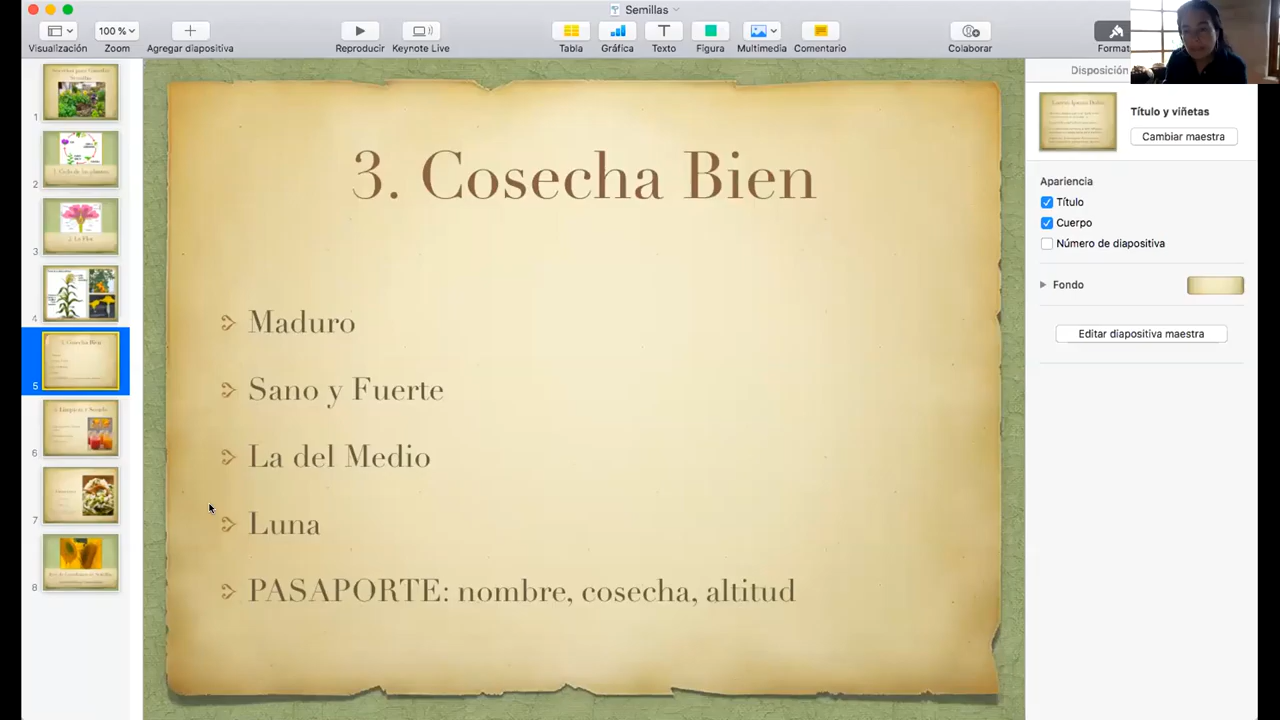 Semillas
100 %
Visualización
Zoom
Agregar diapositiva
Reproducir
Keynote Live
Tabla
Gráfica
Texto
Figura
Multimedia
Comentario
Colaborar
Format
Disposición
Título y viñetas
Cambiar maestra
Apariencia
Título
Cuerpo
Número de diapositiva
Fondo
Editar diapositiva maestra
1
2
3
4
5
6
7
8
3. Cosecha Bien
Maduro
Sano y Fuerte
La del Medio
Luna
PASAPORTE: nombre, cosecha, altitud